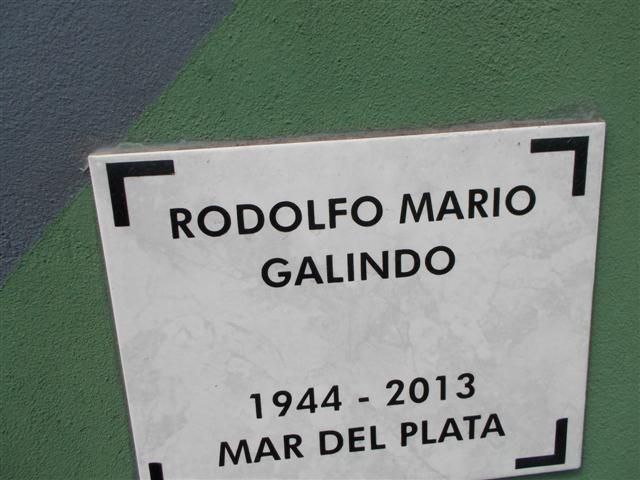 RODOLFO MARIO
GALINDO
1944 - 2013
MAR DEL PLATA